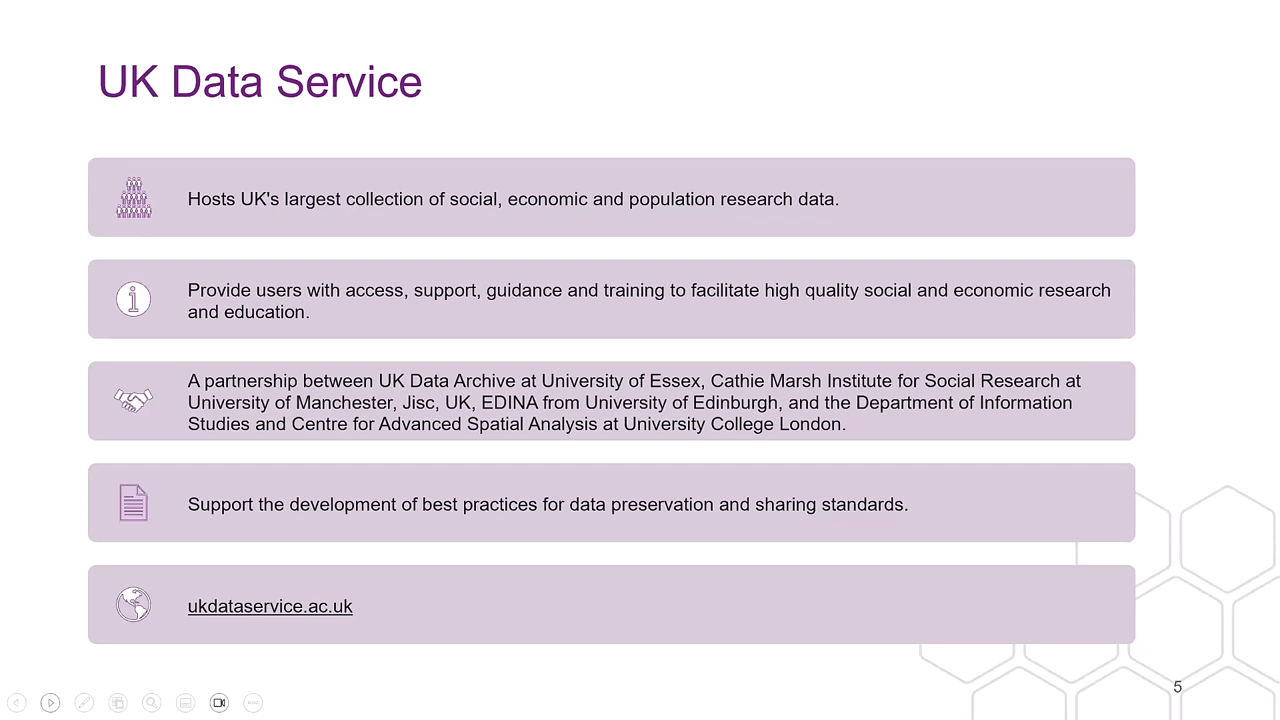 UK Data Service
Hosts UK's largest collection of social, economic and population research data.
Provide users with access, support, guidance and training to facilitate high quality social and economic research
and education.
A partnership between UK Data Archive at University of Essex, Cathie Marsh Institute for Social Research at
University of Manchester, Jisc, UK, EDINA from University of Edinburgh, and the Department of Information
Studies and Centre for Advanced Spatial Analysis at University College London.
Support the development of best practices for data preservation and sharing standards.
ukdataservice.ac.uk
5